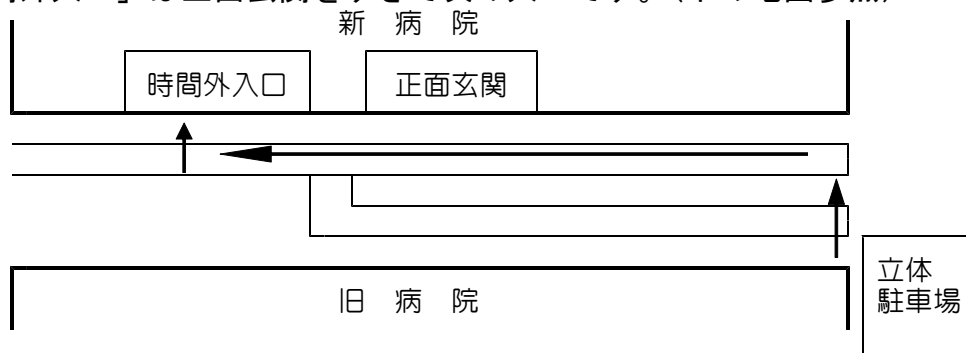 新 病 院
時間外入口
正面玄関
旧 病 院
立体
駐車場